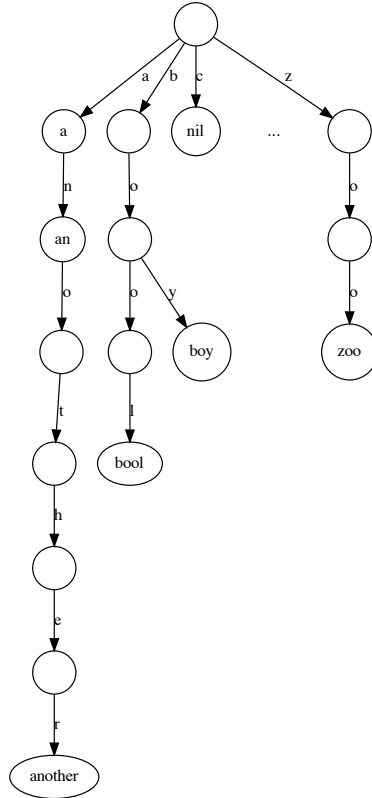 a b c z
a nil ...
n o o
an
o o y o
boy zoo
t l
bool
h
e
r
another